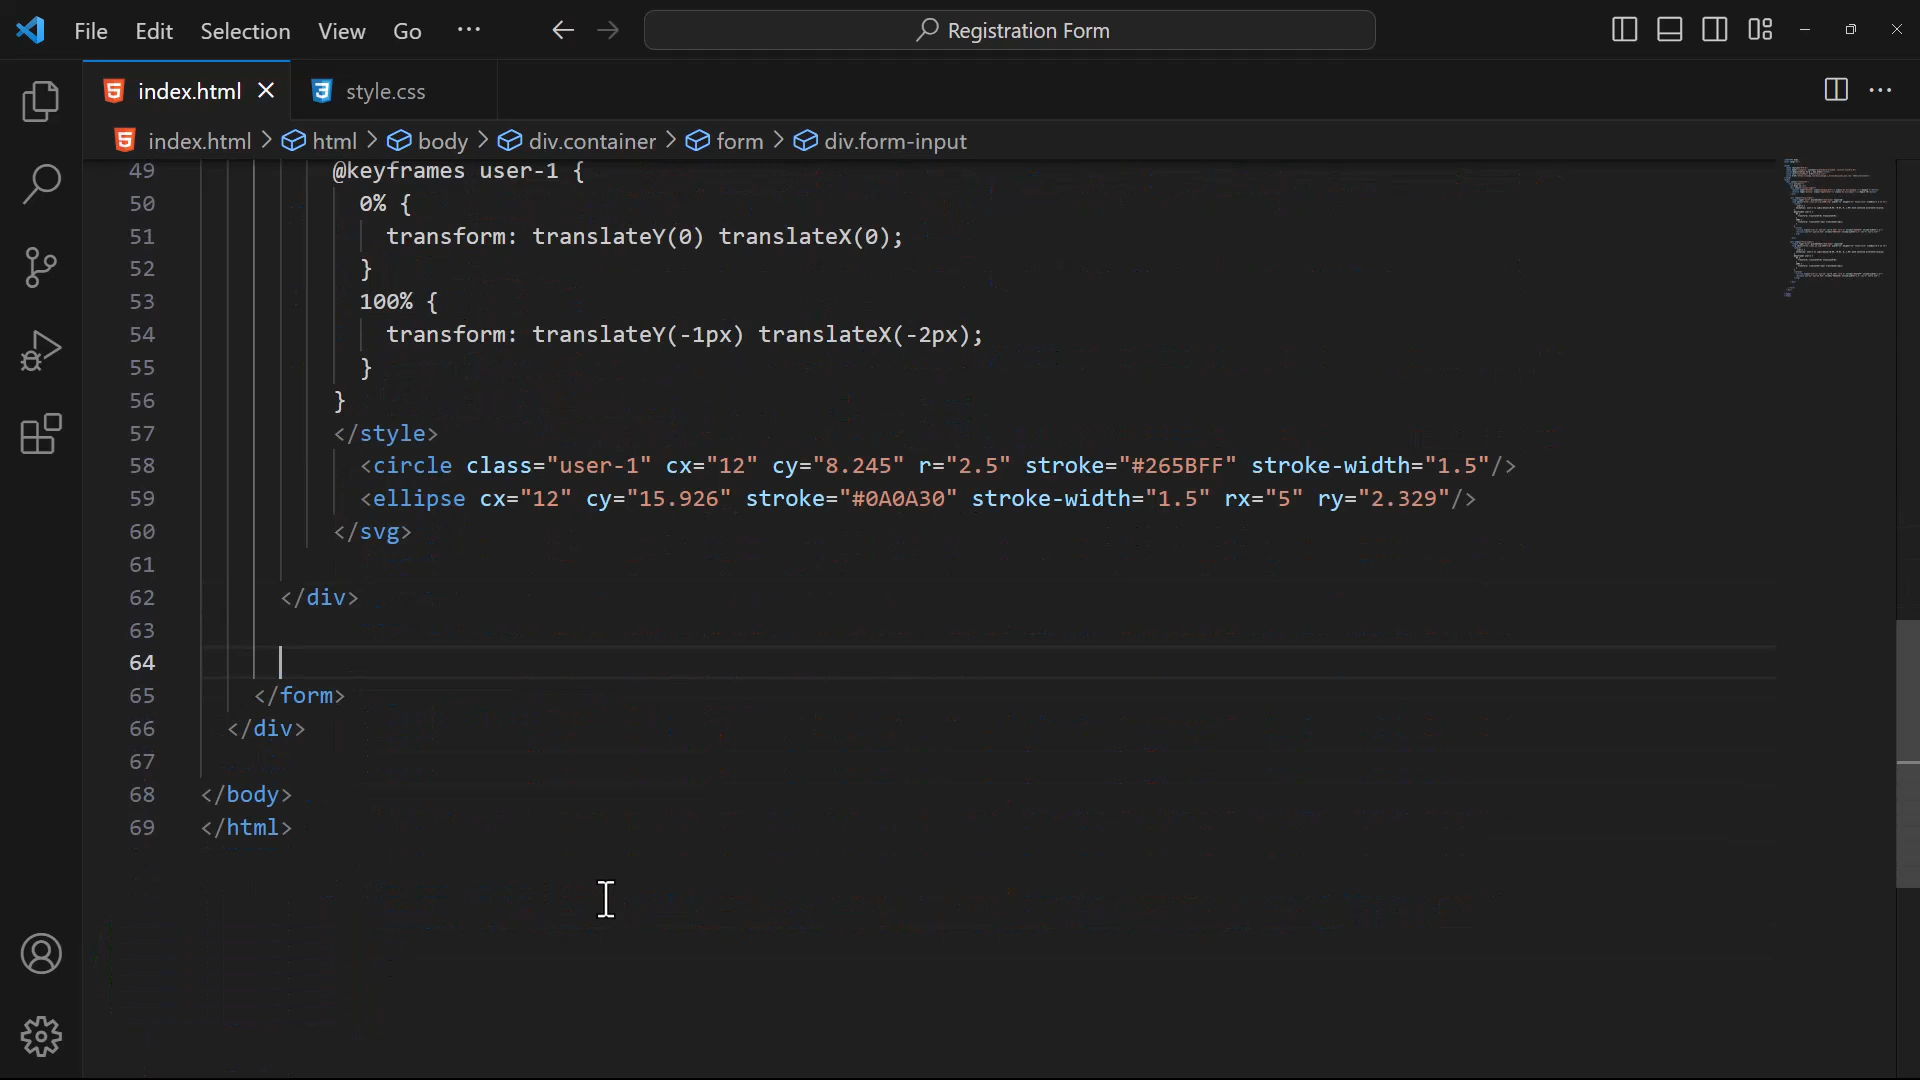 File Edit Selection View Go ··· Registration Form
index.html style.css
index.html > html > body > div.container > form > div.form-input
49 @keyframes user-1 {
50 0% {
51 transform: translateY(0) translateX(0);
52 }
53 100% {
54 transform: translateY(-1px) translateX(-2px);
55 }
56 }
57 </style>
58 <circle class="user-1" cx="12" cy="8.245" r="2.5" stroke="#265BFF" stroke-width="1.5"/>
59 <ellipse cx="12" cy="15.926" stroke="#0A0A30" stroke-width="1.5" rx="5" ry="2.329"/>
60 </svg>
61
62 </div>
63
64
65 </form>
66 </div>
67
68 </body>
69 </html>